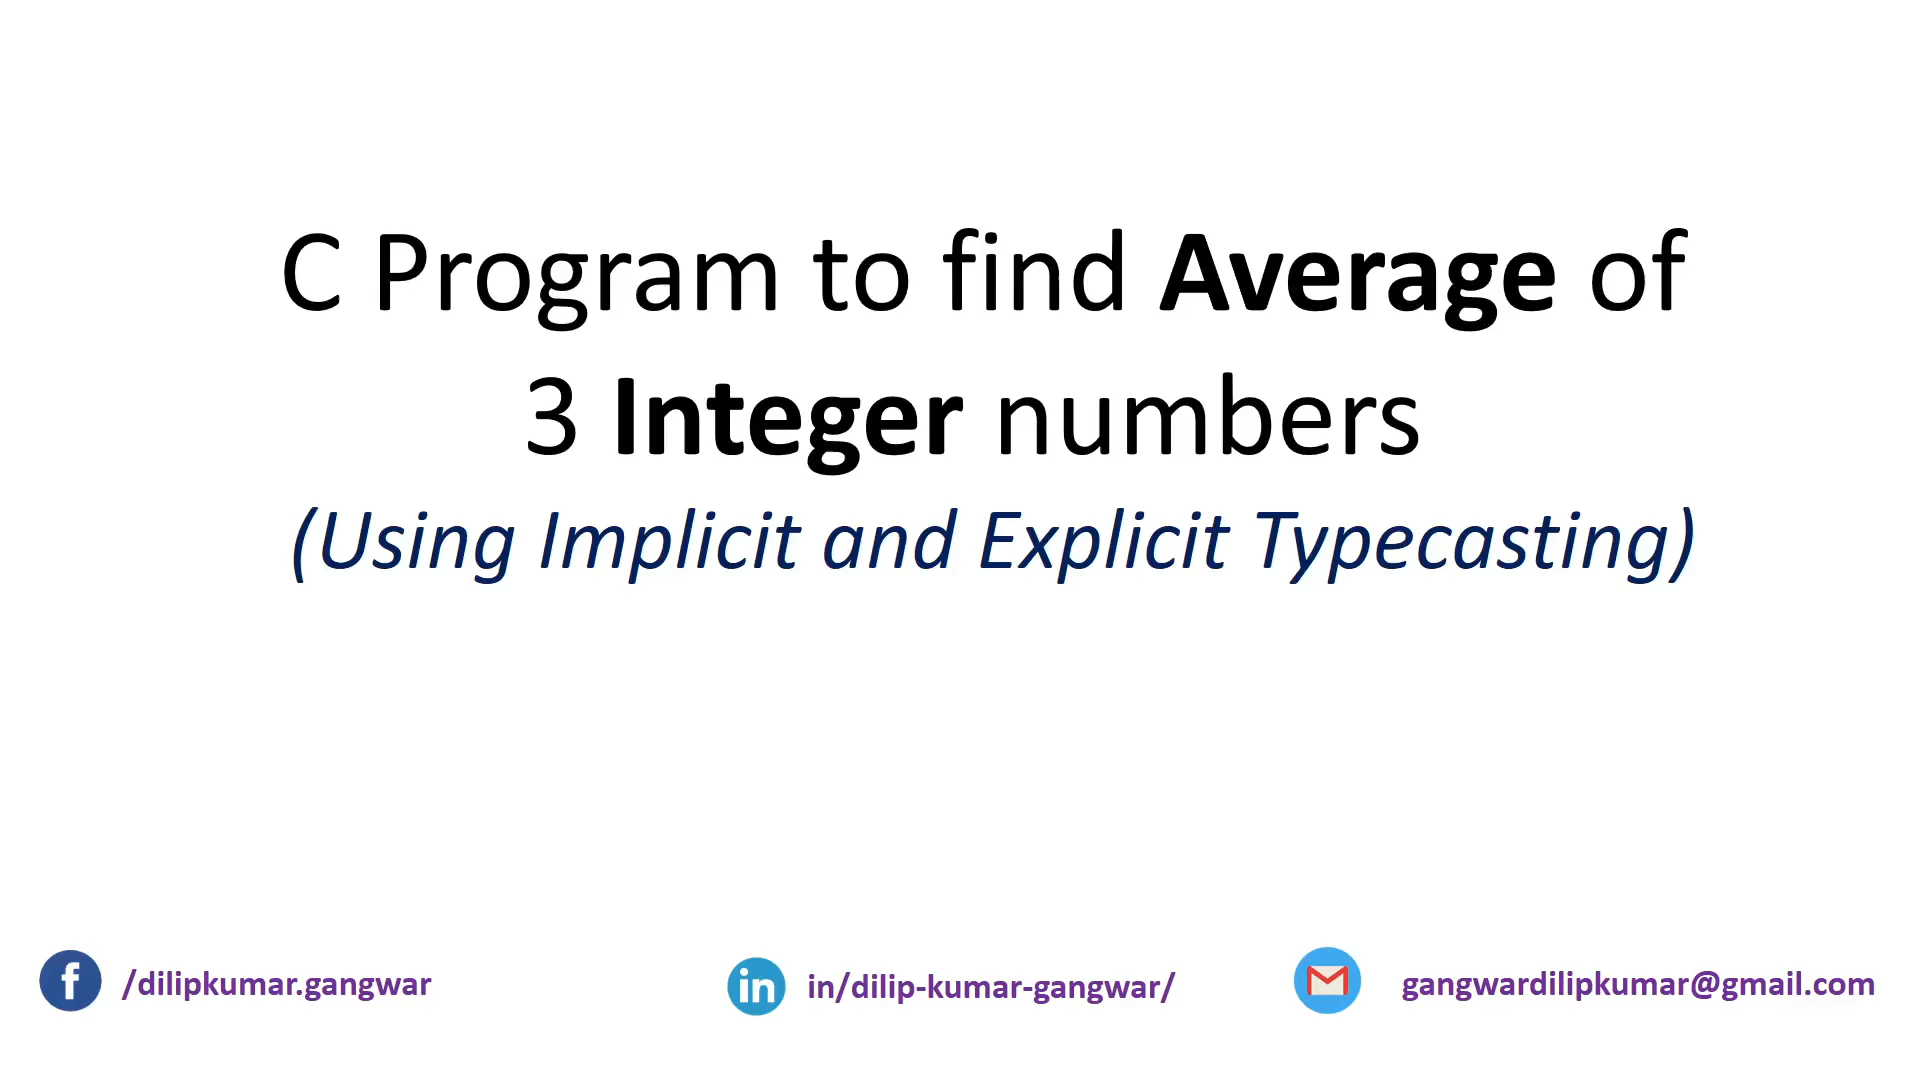 C Program to find Average of
3 Integer numbers
(Using Implicit and Explicit Typecasting)
/dilipkumar.gangwar
in/dilip-kumar-gangwar/
gangwardilipkumar@gmail.com